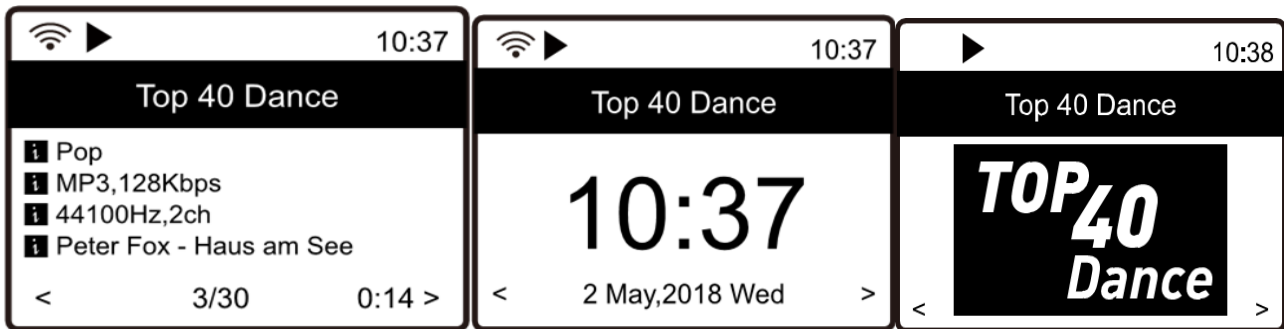 10:37
Top 40 Dance
i Pop
i MP3,128Kbps
i 44100Hz,2ch
i Peter Fox - Haus am See
< 3/30 0:14 >
10:37
Top 40 Dance
10:37
< 2 May,2018 Wed >
10:38
Top 40 Dance
TOP
40
Dance
< >